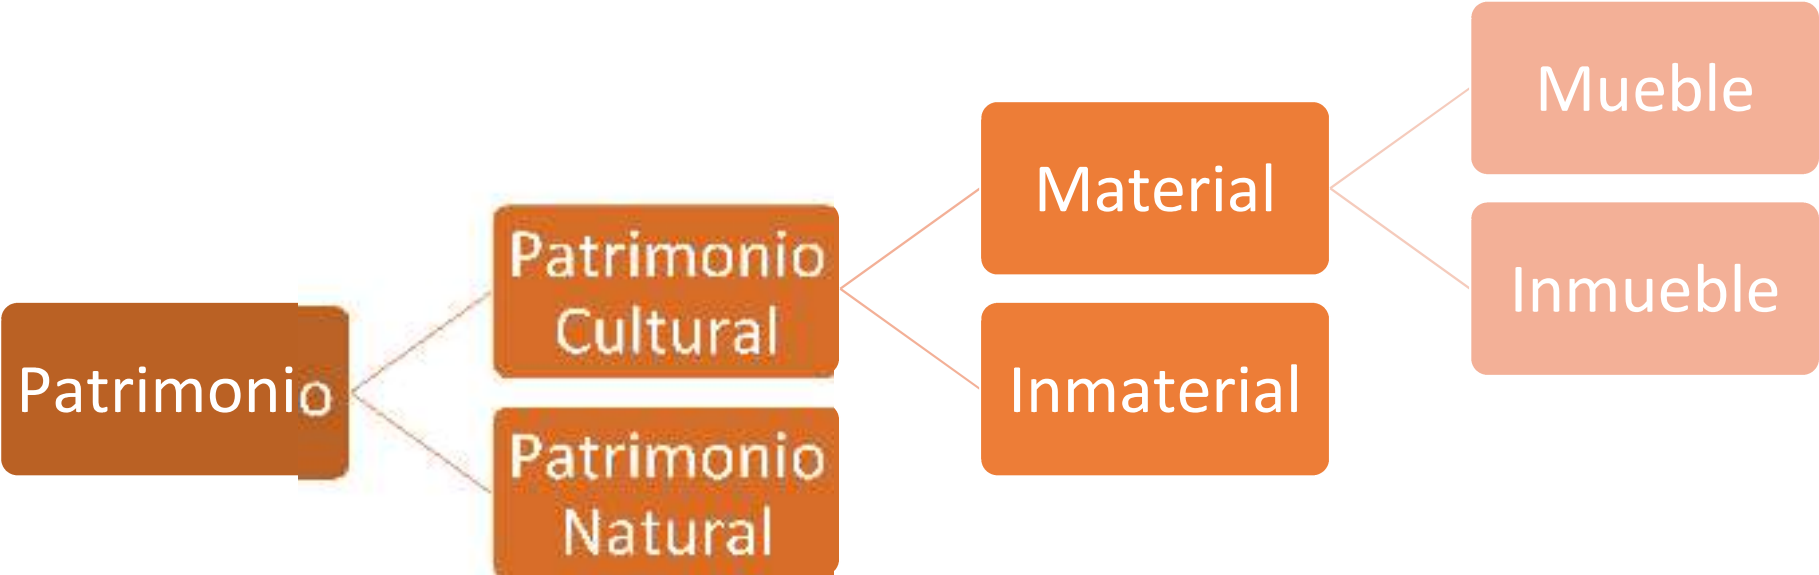 Patrimonio
Patrimonio
Cultural
Patrimonio
Natural
Material
Inmaterial
Mueble
Inmueble